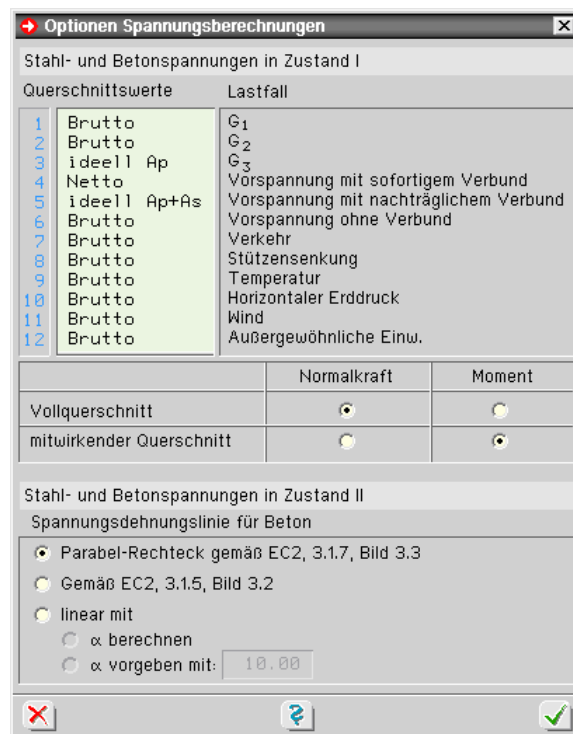 Optionen Spannungsberechnungen
Stahl- und Betonspannungen in Zustand I
Querschnittswerte Lastfall
1 Brutto G1
2 Brutto G2
3 ideell Ap G3
4 Netto Vorspannung mit sofortigem Verbund
5 ideell Ap+As Vorspannung mit nachträglichem Verbund
6 Brutto Vorspannung ohne Verbund
7 Brutto Verkehr
8 Brutto Stützensenkung
9 Brutto Temperatur
10 Brutto Horizontaler Erddruck
11 Brutto Wind
12 Brutto Außergewöhnliche Einw.
Normalkraft Moment
Vollquerschnitt
mitwirkender Querschnitt
Stahl- und Betonspannungen in Zustand II
Spannungsdehnungslinie für Beton
Parabel-Rechteck gemäß EC2, 3.1.7, Bild 3.3
Gemäß EC2, 3.1.5, Bild 3.2
linear mit
α berechnen
α vorgeben mit: 10.00